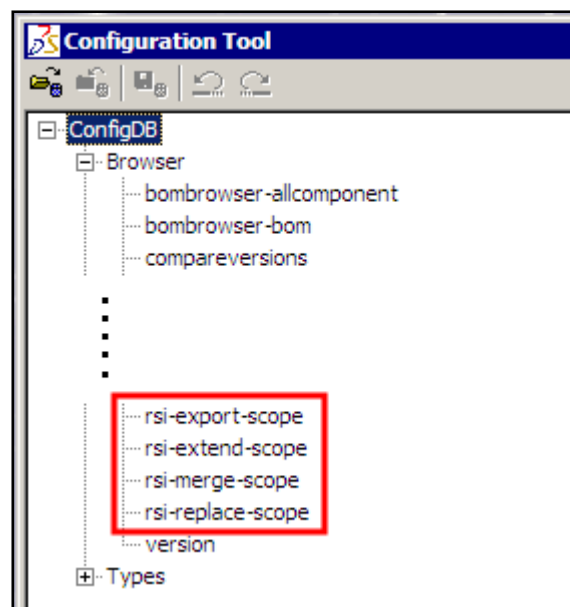 Configuration Tool
ConfigDB
Browser
bombrowser-allcomponent
bombrowser-bom
compareversions
rsi-export-scope
rsi-extend-scope
rsi-merge-scope
rsi-replace-scope
version
Types